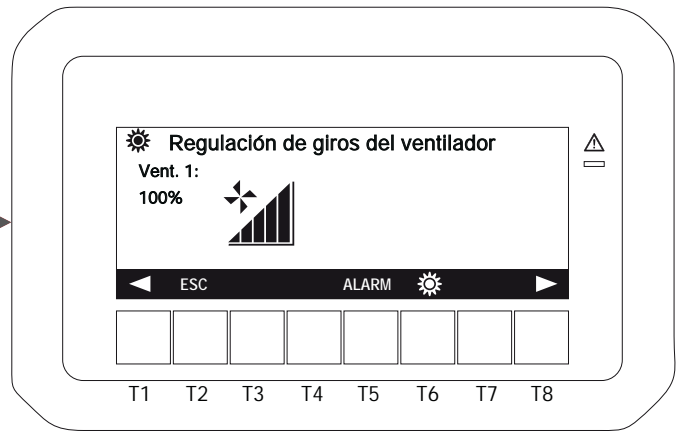 Regulación de giros del ventilador
Vent. 1:
100%
ESC ALARM
T1 T2 T3 T4 T5 T6 T7 T8